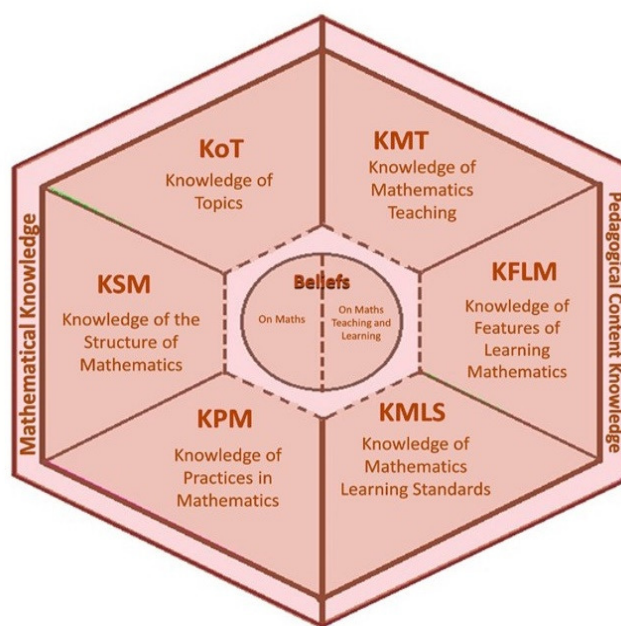 KoT
Knowledge of
Topics
KMT
Knowledge of
Mathematics
Teaching
Mathematical Knowledge
KSM
Knowledge of the
Structure of
Mathematics
Beliefs
On Maths
On Maths
Teaching and
Learning
KFLM
Knowledge of
Features of
Learning
Mathematics
Pedagogical Content Knowledge
KPM
Knowledge of
Practices in
Mathematics
KMLS
Knowledge of
Mathematics
Learning Standards